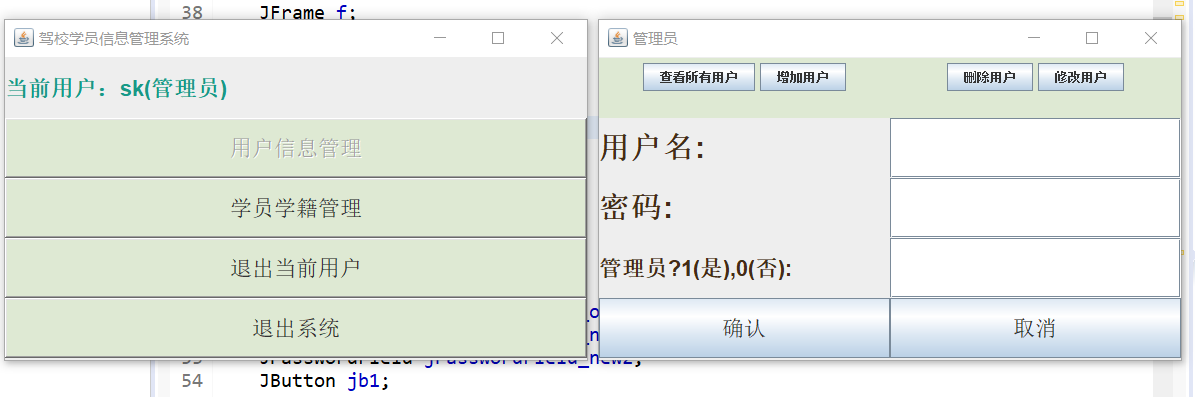 38 JFrame f;
驾校学员信息管理系统
当前用户：sk(管理员)
用户信息管理
学员学籍管理
退出当前用户
退出系统
管理员
查看所有用户 增加用户 删除用户 修改用户
用户名:
密码:
管理员?1(是),0(否):
确认 取消
54 JButton jb1;